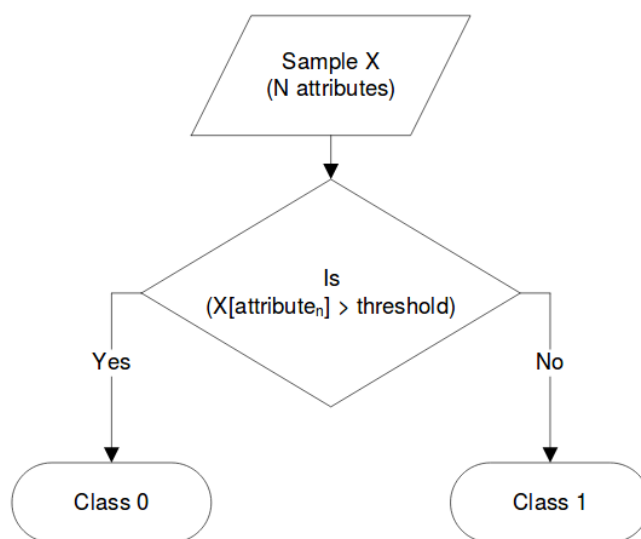 Sample X
(N attributes)
Is
(X[attributeₙ] > threshold)
Yes
No
Class 0
Class 1